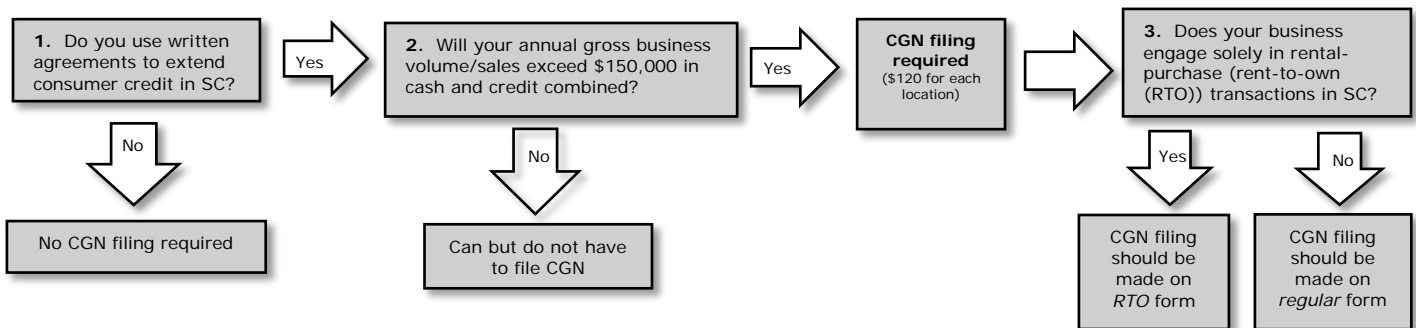 1. Do you use written
agreements to extend
consumer credit in SC?
Yes
2. Will your annual gross business
volume/sales exceed $150,000 in
cash and credit combined?
Yes
CGN filing
required
($120 for each
location)
3. Does your business
engage solely in rental-
purchase (rent-to-own
(RTO)) transactions in SC?
No
No
Yes
No
No CGN filing required
Can but do not have
to file CGN
CGN filing
should be
made on
RTO form
CGN filing
should be
made on
regular form